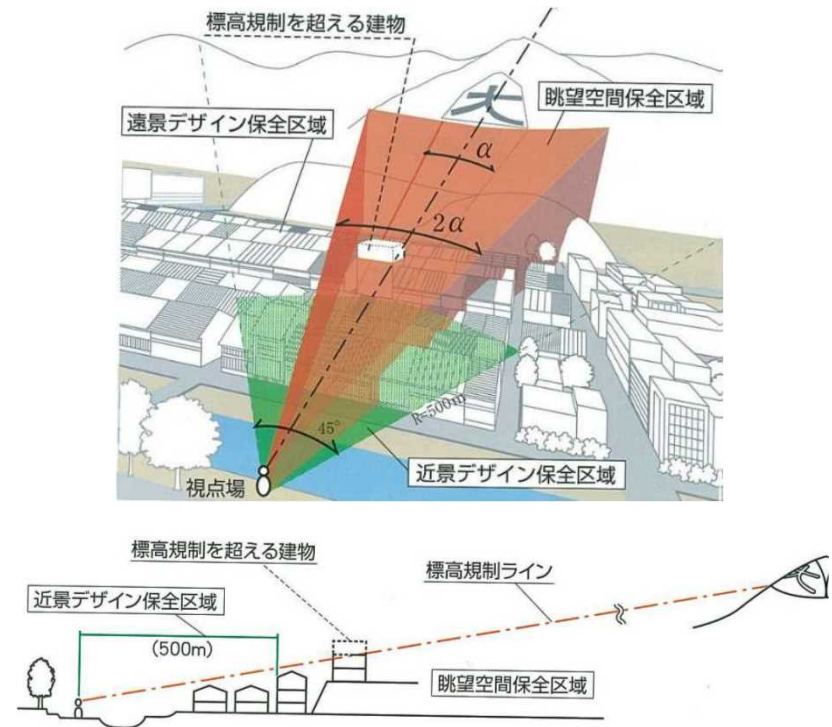 標高規制を超える建物
大
眺望空間保全区域
遠景デザイン保全区域
α
2α
R=500m
45°
近景デザイン保全区域
視点場
標高規制を超える建物
標高規制ライン
近景デザイン保全区域
(500m)
大
眺望空間保全区域